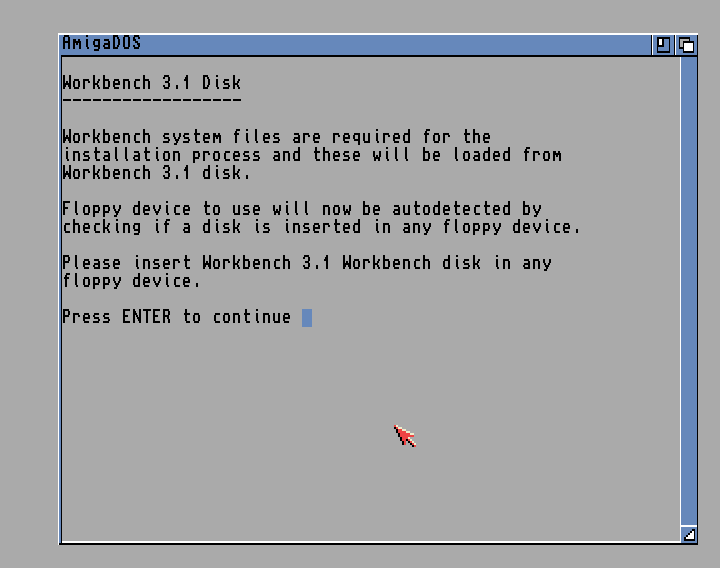 AmigaDOS
Workbench 3.1 Disk
------------------
Workbench system files are required for the
installation process and these will be loaded from
Workbench 3.1 disk.
Floppy device to use will now be autodetected by
checking if a disk is inserted in any floppy device.
Please insert Workbench 3.1 Workbench disk in any
floppy device.
Press ENTER to continue